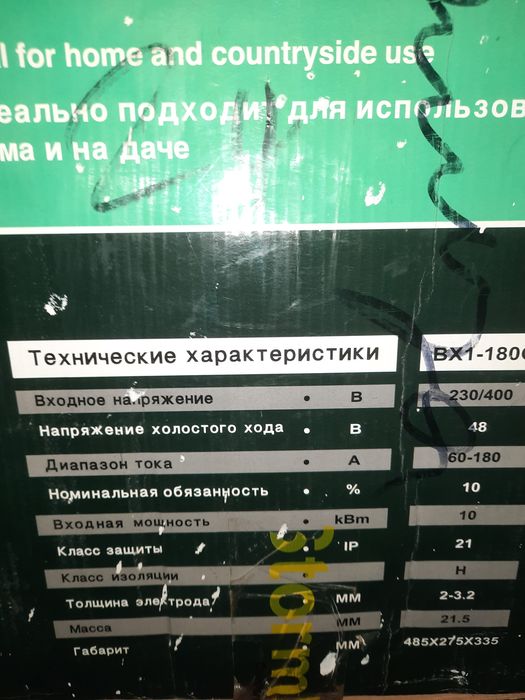 l for home and countryside use
еально подходит для использов
ма и на даче
Технические характеристики BX1-180
Входное напряжение • В 230/400
Напряжение холостого хода • В 48
Диапазон тока • А 60-180
Номинальная обязанность • % 10
Входная мощность • kBm 10
Класс защиты • IP 21
Класс изоляции • H
Толщина электрода • MM 2-3.2
Масса • MM 21.5
Габарит • MM 485X275X335
Storm